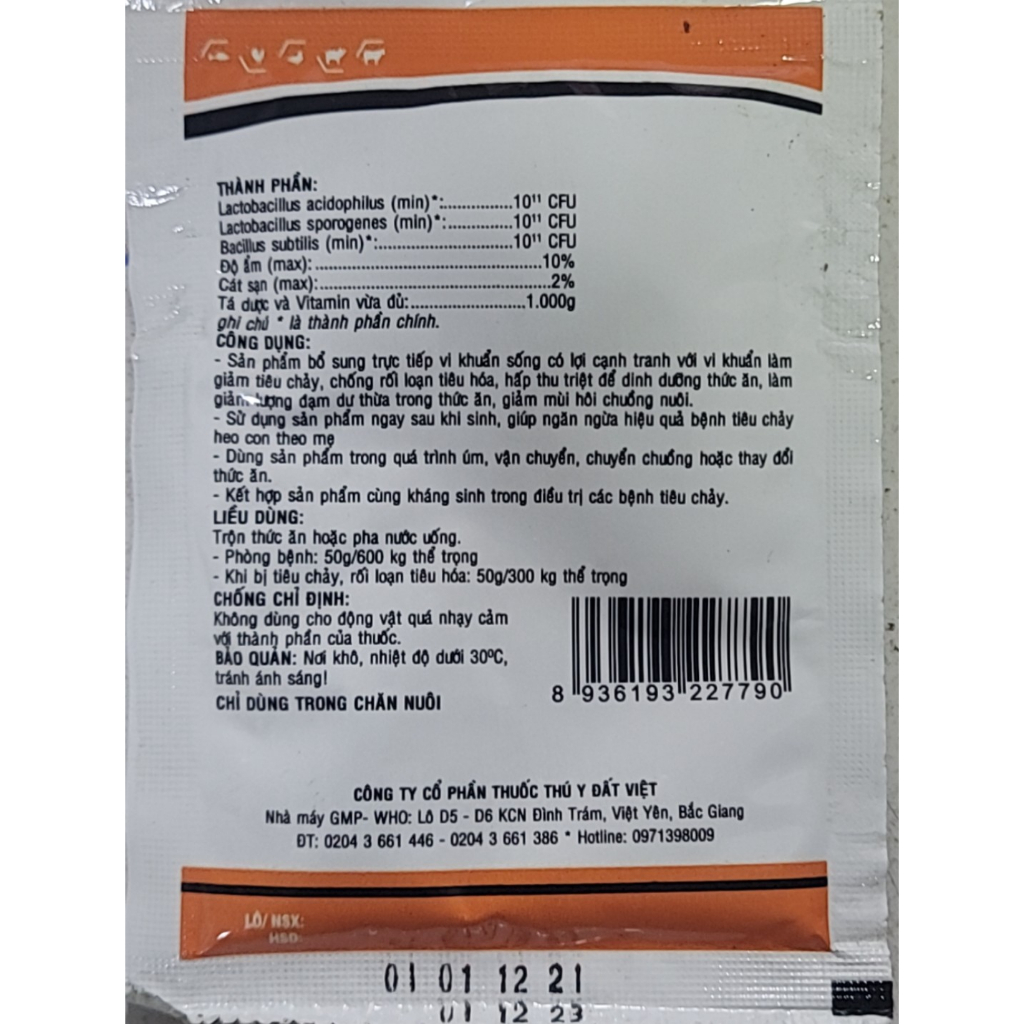 THÀNH PHẦN:
Lactobacillus acidophilus (min)*:...............10¹¹ CFU
Lactobacillus sporogenes (min)*:..............10¹¹ CFU
Bacillus subtilis (min)*:.............................10¹¹ CFU
Độ ẩm (max):................................................10%
Cát sạn (max):.................................................2%
Tá dược và Vitamin vừa đủ:........................1.000g
ghi chú * là thành phần chính.
CÔNG DỤNG:
- Sản phẩm bổ sung trực tiếp vi khuẩn sống có lợi cạnh tranh với vi khuẩn làm
giảm tiêu chảy, chống rối loạn tiêu hóa, hấp thu triệt để dinh dưỡng thức ăn, làm
giảm lượng đạm dư thừa trong thức ăn, giảm mùi hôi chuồng nuôi.
- Sử dụng sản phẩm ngay sau khi sinh, giúp ngăn ngừa hiệu quả bệnh tiêu chảy
heo con theo mẹ
- Dùng sản phẩm trong quá trình úm, vận chuyển, chuyển chuồng hoặc thay đổi
thức ăn.
- Kết hợp sản phẩm cùng kháng sinh trong điều trị các bệnh tiêu chảy.
LIỀU DÙNG:
Trộn thức ăn hoặc pha nước uống.
- Phòng bệnh: 50g/600 kg thể trọng
- Khi bị tiêu chảy, rối loạn tiêu hóa: 50g/300 kg thể trọng
CHỐNG CHỈ ĐỊNH:
Không dùng cho động vật quá nhạy cảm
với thành phần của thuốc.
BẢO QUẢN: Nơi khô, nhiệt độ dưới 30ºC,
tránh ánh sáng!
CHỈ DÙNG TRONG CHĂN NUÔI
8 936193 227790
CÔNG TY CỔ PHẦN THUỐC THÚ Y ĐẤT VIỆT
Nhà máy GMP- WHO: Lô D5 - D6 KCN Đình Trám, Việt Yên, Bắc Giang
ĐT: 0204 3 661 446 - 0204 3 661 386 * Hotline: 0971398009
LÔ/ NSX:
HSD:
01 01 12 21
01 12 23